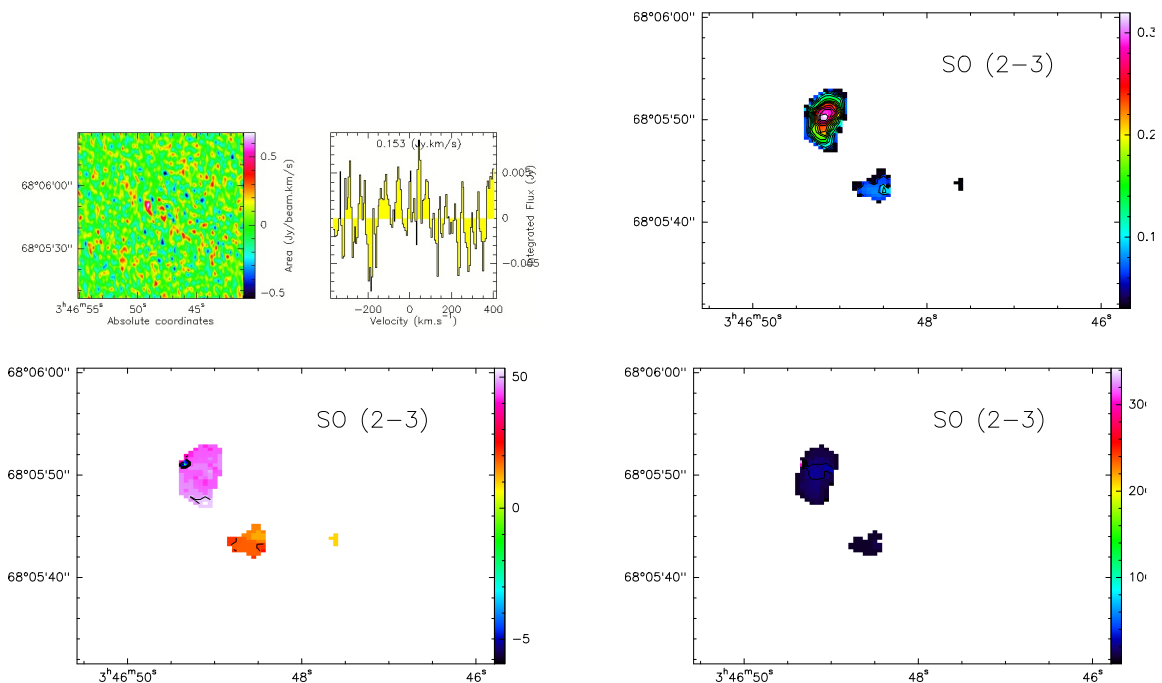 68°06'00''
68°05'30''
3ʰ46ᵐ55ˢ
50ˢ
45ˢ
Absolute coordinates
0.5
0
−0.5
Area (Jy/beam.km/s)
0.153 (Jy.km/s)
0.005
0
−0.005
Integrated Flux (Jy)
−200
0
200
400
Velocity (km.s⁻¹)
SO (2−3)
68°06'00''
68°05'50''
68°05'40''
3ʰ46ᵐ50ˢ
48ˢ
46ˢ
0.3
0.2
0.1
SO (2−3)
68°06'00''
68°05'50''
68°05'40''
3ʰ46ᵐ50ˢ
48ˢ
46ˢ
50
0
−5
SO (2−3)
68°06'00''
68°05'50''
68°05'40''
3ʰ46ᵐ50ˢ
48ˢ
46ˢ
30
20
10